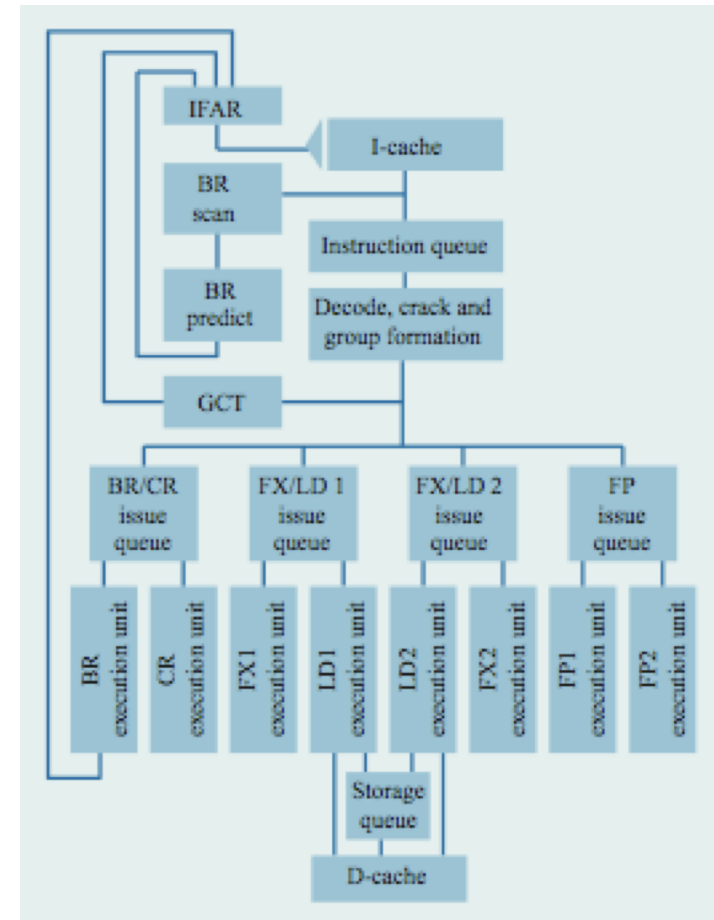 IFAR
I-cache
BR
scan
Instruction queue
BR
predict
Decode, crack and
group formation
GCT
BR/CR
issue
queue
FX/LD 1
issue
queue
FX/LD 2
issue
queue
FP
issue
queue
BR
execution unit
CR
execution unit
FX1
execution unit
LD1
execution unit
LD2
execution unit
FX2
execution unit
FP1
execution unit
FP2
execution unit
Storage
queue
D-cache